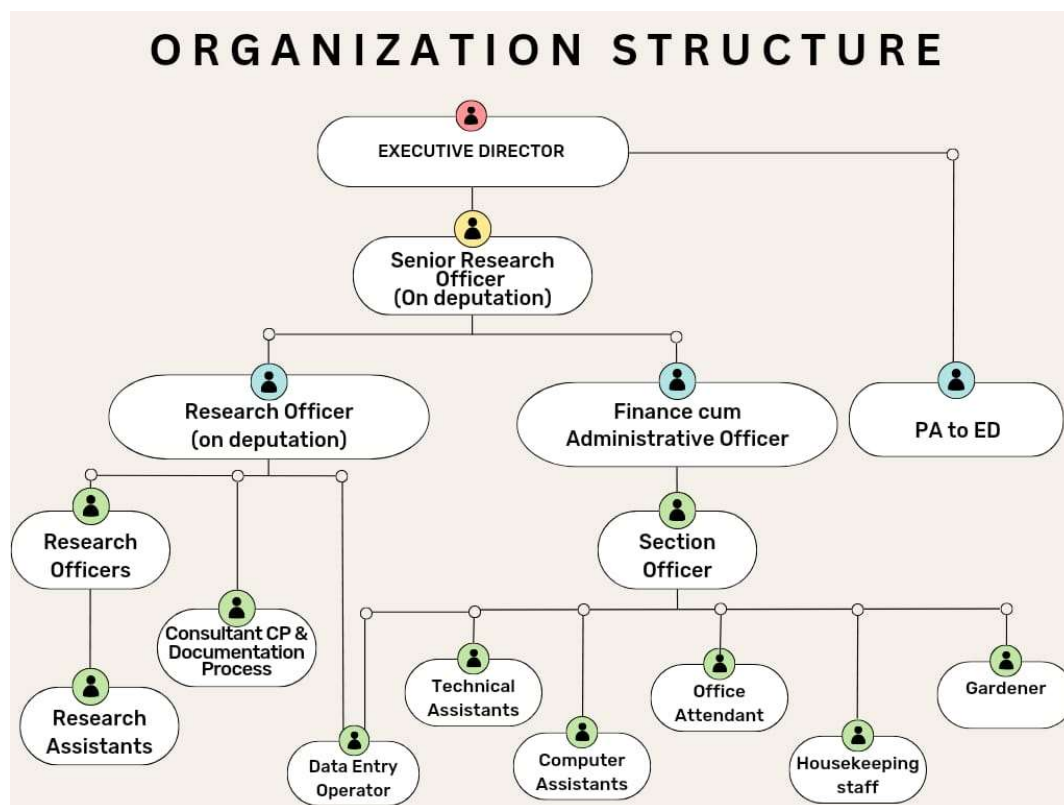 ORGANIZATION STRUCTURE
EXECUTIVE DIRECTOR
Senior Research
Officer
(On deputation)
Research Officer
(on deputation)
Finance cum
Administrative Officer
PA to ED
Research
Officers
Section
Officer
Consultant CP &
Documentation
Process
Research
Assistants
Technical
Assistants
Office
Attendant
Gardener
Data Entry
Operator
Computer
Assistants
Housekeeping
staff